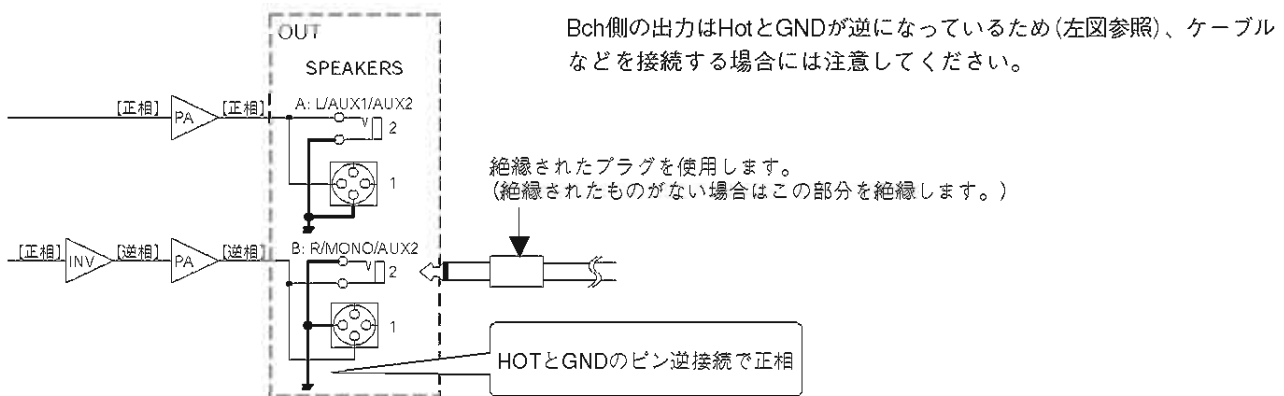 OUT
Bch側の出力はHotとGNDが逆になっているため(左図参照)、ケーブル
などを接続する場合には注意してください。
SPEAKERS
[正相] PA [正相] A: L/AUX1/AUX2
2
絶縁されたプラグを使用します。
(絶縁されたものがない場合はこの部分を絶縁します。)
1
[正相] INV [逆相] PA [逆相] B: R/MONO/AUX2
2
1
HOTとGNDのピン逆接続で正相